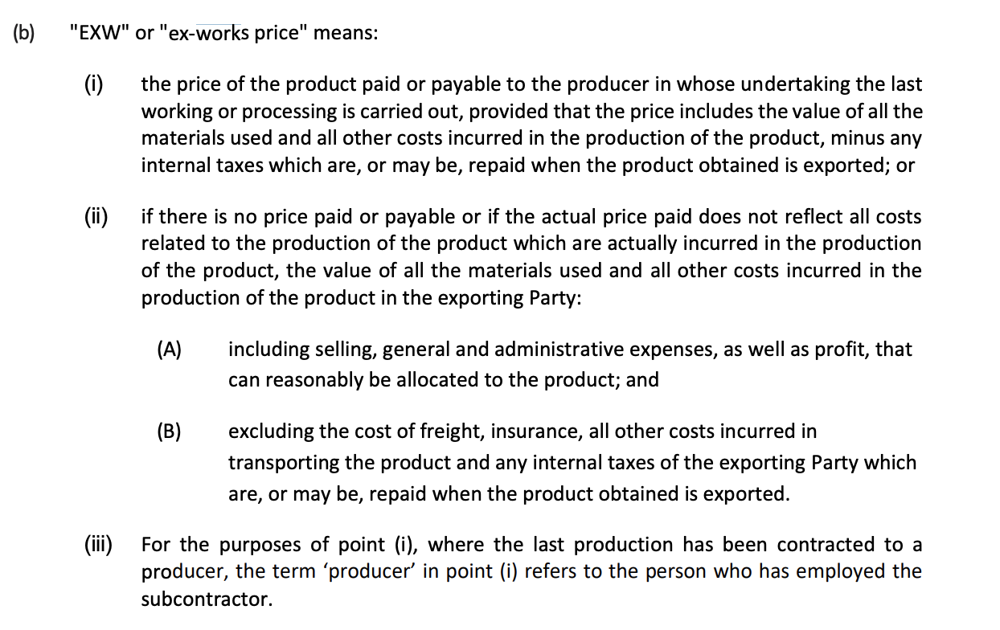 (b) "EXW" or "ex-works price" means:
(i) the price of the product paid or payable to the producer in whose undertaking the last
working or processing is carried out, provided that the price includes the value of all the
materials used and all other costs incurred in the production of the product, minus any
internal taxes which are, or may be, repaid when the product obtained is exported; or
(ii) if there is no price paid or payable or if the actual price paid does not reflect all costs
related to the production of the product which are actually incurred in the production
of the product, the value of all the materials used and all other costs incurred in the
production of the product in the exporting Party:
(A) including selling, general and administrative expenses, as well as profit, that
can reasonably be allocated to the product; and
(B) excluding the cost of freight, insurance, all other costs incurred in
transporting the product and any internal taxes of the exporting Party which
are, or may be, repaid when the product obtained is exported.
(iii) For the purposes of point (i), where the last production has been contracted to a
producer, the term ‘producer’ in point (i) refers to the person who has employed the
subcontractor.